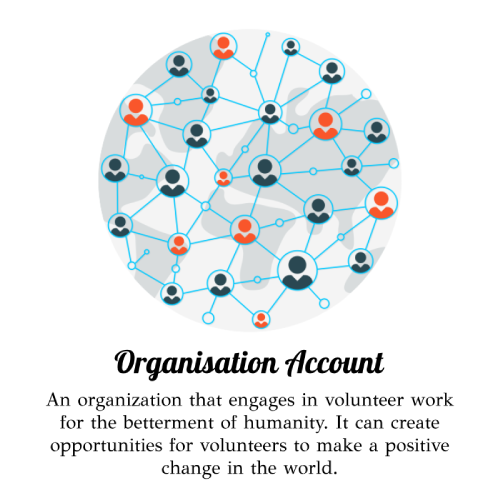 Organisation Account
An organization that engages in volunteer work
for the betterment of humanity. It can create
opportunities for volunteers to make a positive
change in the world.